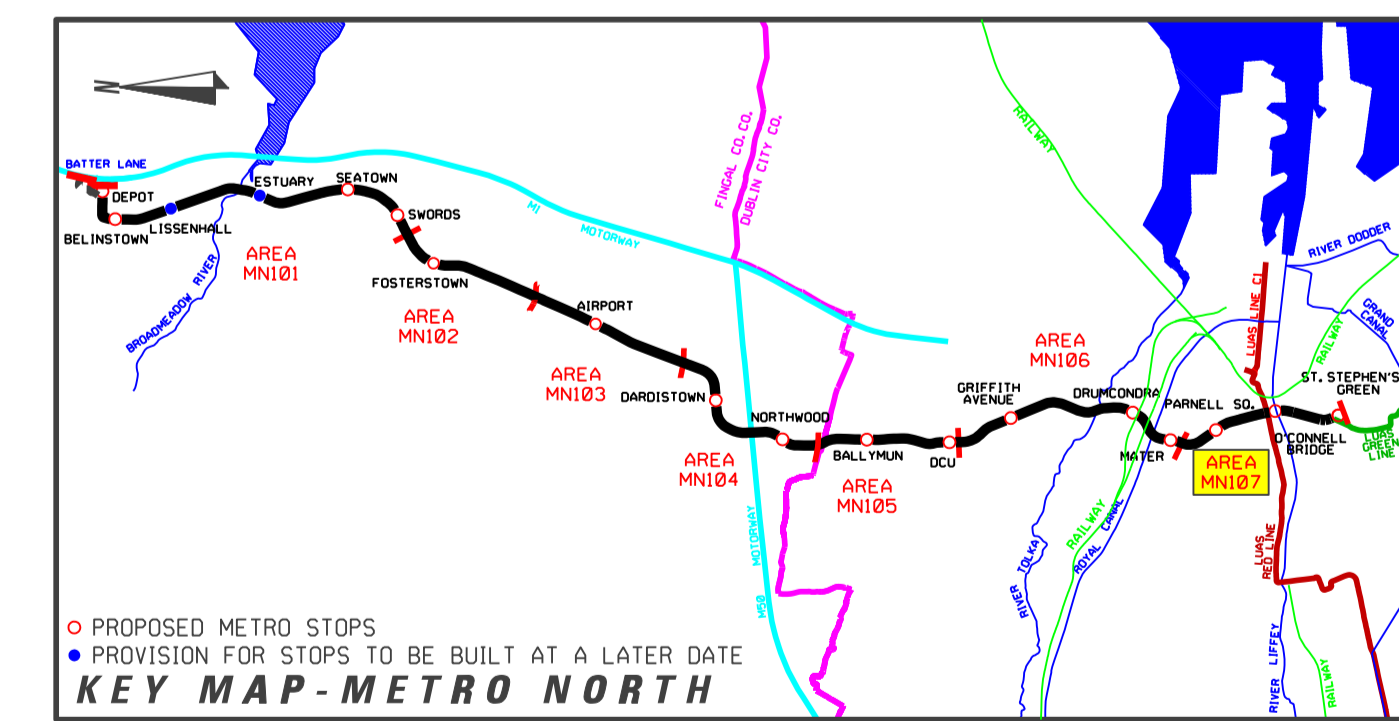 N
BATTER LANE
DEPOT
BELINSTOWN
LISSENHALL
ESTUARY
SEATOWN
SWORDS
BROADMEADOW RIVER
AREA
MN101
FOSTERSTOWN
AREA
MN102
M1
MOTORWAY
AIRPORT
AREA
MN103
DARDISTOWN
FINGAL CO.CO.
DUBLIN CITY CO.
NORTHWOOD
AREA
MN104
MOTORWAY
M50
BALLYMUN
AREA
MN105
DCU
GRIFFITH
AVENUE
AREA
MN106
DRUMCONDRA
MATER
PARNELL SQ.
AREA
MN107
O'CONNELL
BRIDGE
ST. STEPHEN'S
GREEN
LUAS
GREEN
LINE
RAILWAY
RAILWAY
RAILWAY
RAILWAY
RIVER TOLKA
ROYAL CANAL
LUAS LINE C1
LUAS
RED LINE
RIVER DODDER
GRAND
CANAL
RIVER LIFFEY
PROPOSED METRO STOPS
PROVISION FOR STOPS TO BE BUILT AT A LATER DATE
KEY MAP-METRO NORTH